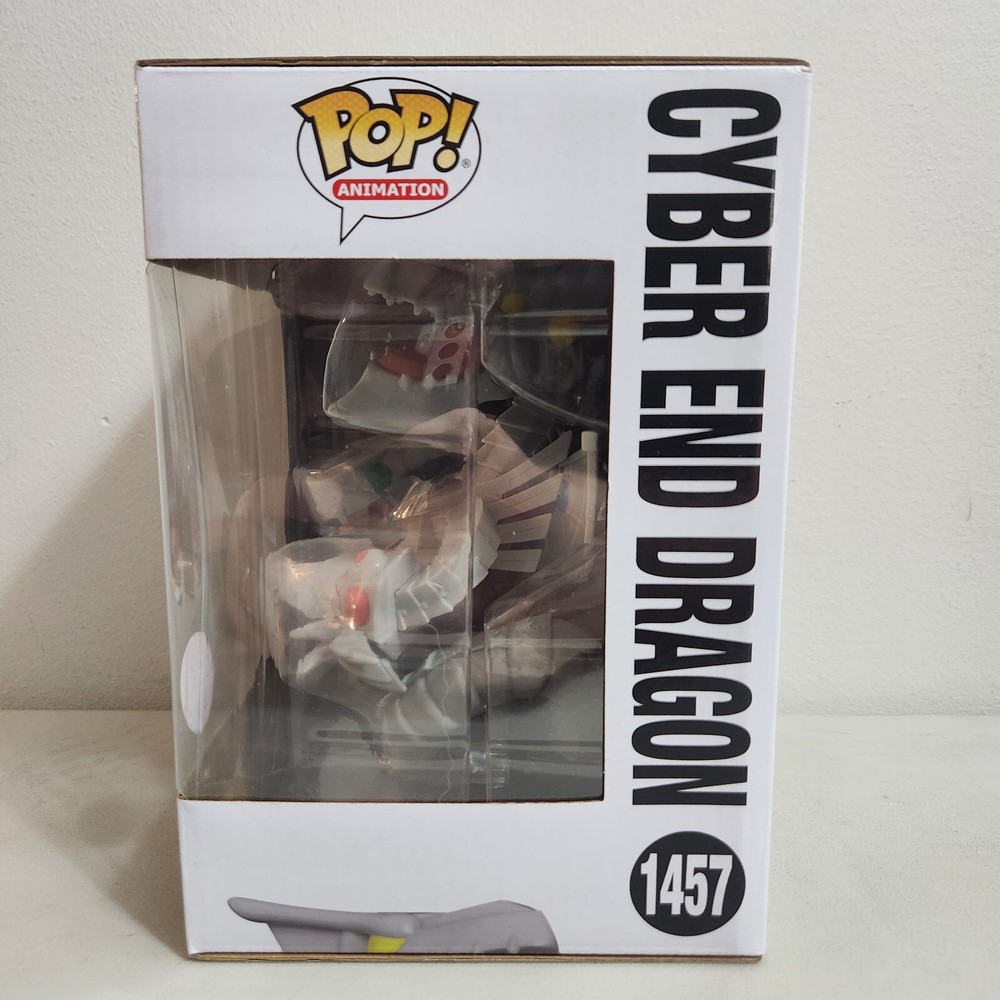 POP!®
ANIMATION
CYBER END DRAGON
1457